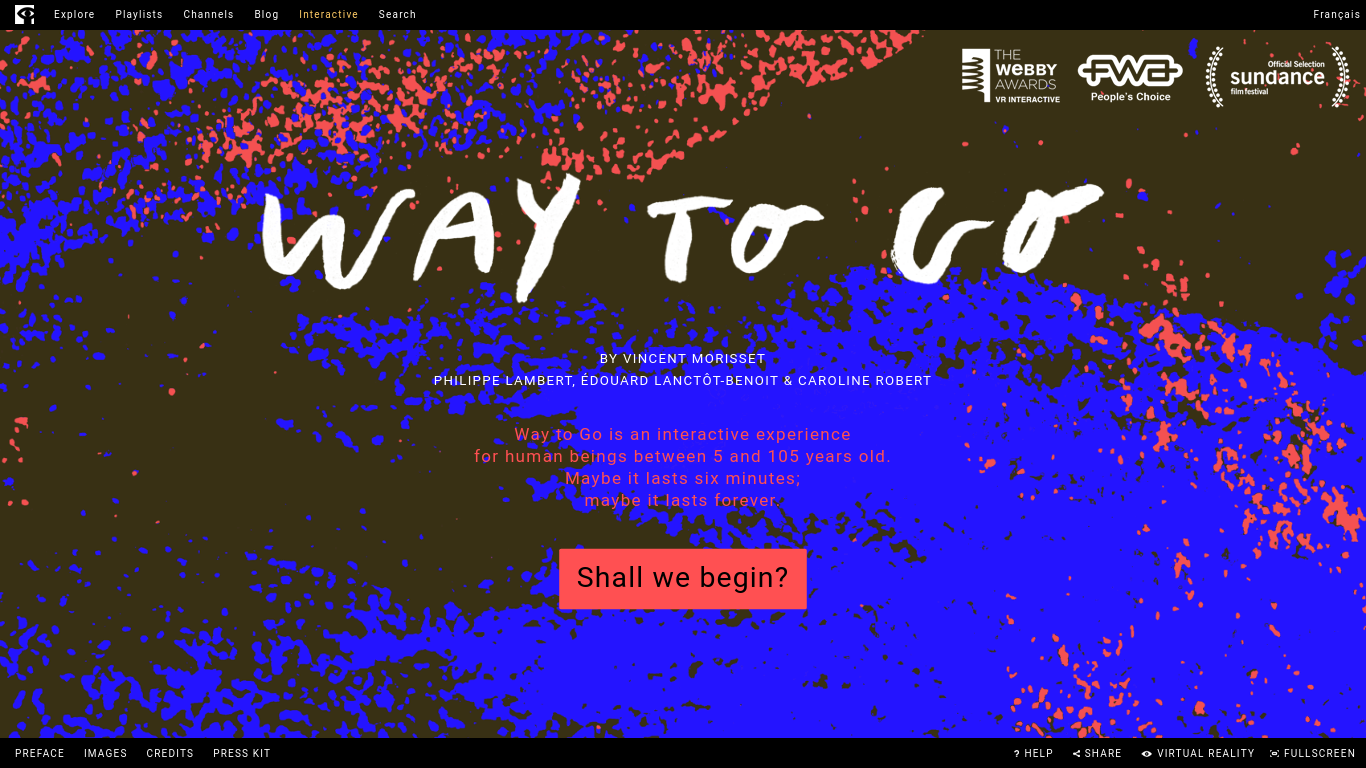 Explore Playlists Channels Blog Interactive Search Français
THE
WEBBY
AWARDS
VR INTERACTIVE
FWA
People's Choice
Official Selection
sundance
film festival
WAY TO GO
BY VINCENT MORISSET
PHILIPPE LAMBERT, ÉDOUARD LANCTÔT-BENOIT & CAROLINE ROBERT
Way to Go is an interactive experience
for human beings between 5 and 105 years old.
Maybe it lasts six minutes;
maybe it lasts forever.
Shall we begin?
PREFACE IMAGES CREDITS PRESS KIT ? HELP SHARE VIRTUAL REALITY FULLSCREEN